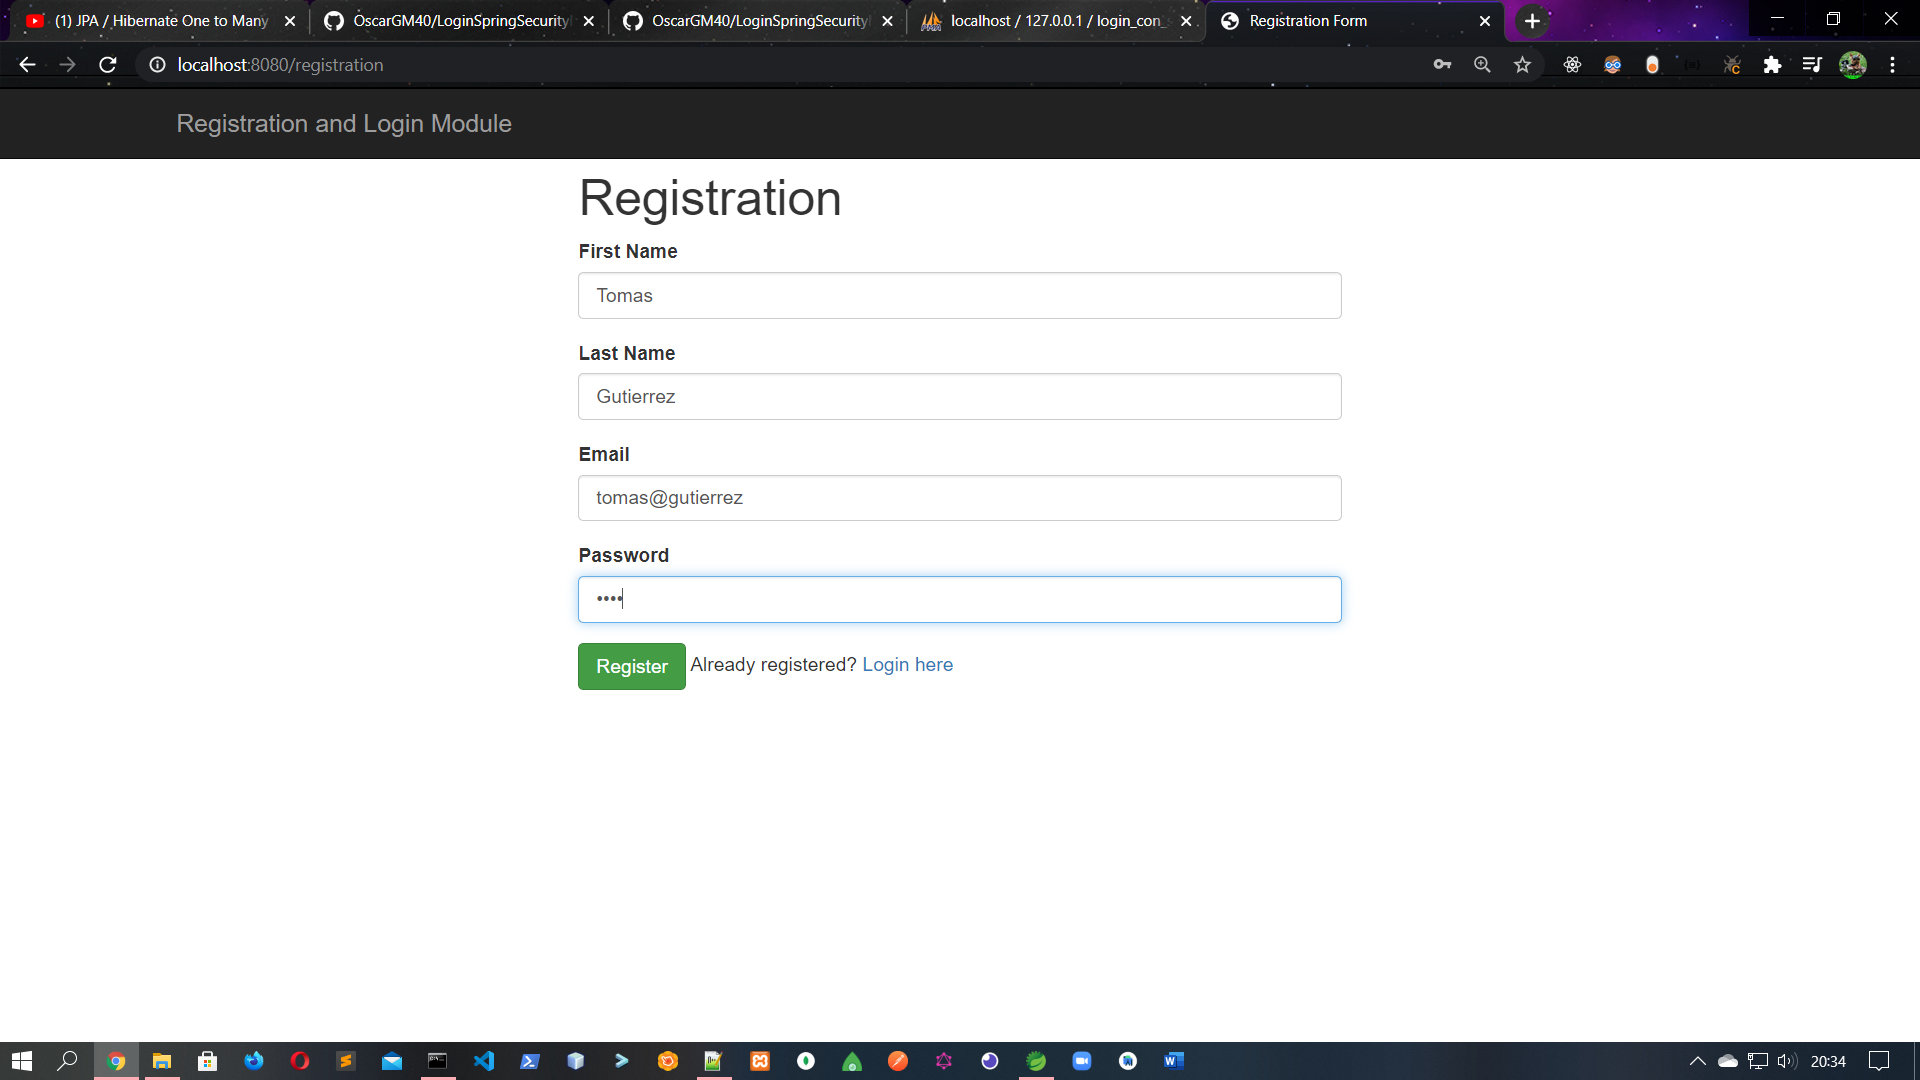 (1) JPA / Hibernate One to Many
OscarGM40/LoginSpringSecurity
OscarGM40/LoginSpringSecurity
localhost / 127.0.0.1 / login_con_
Registration Form
localhost:8080/registration
Registration and Login Module
Registration
First Name
Tomas
Last Name
Gutierrez
Email
tomas@gutierrez
Password
••••
Register Already registered? Login here
20:34